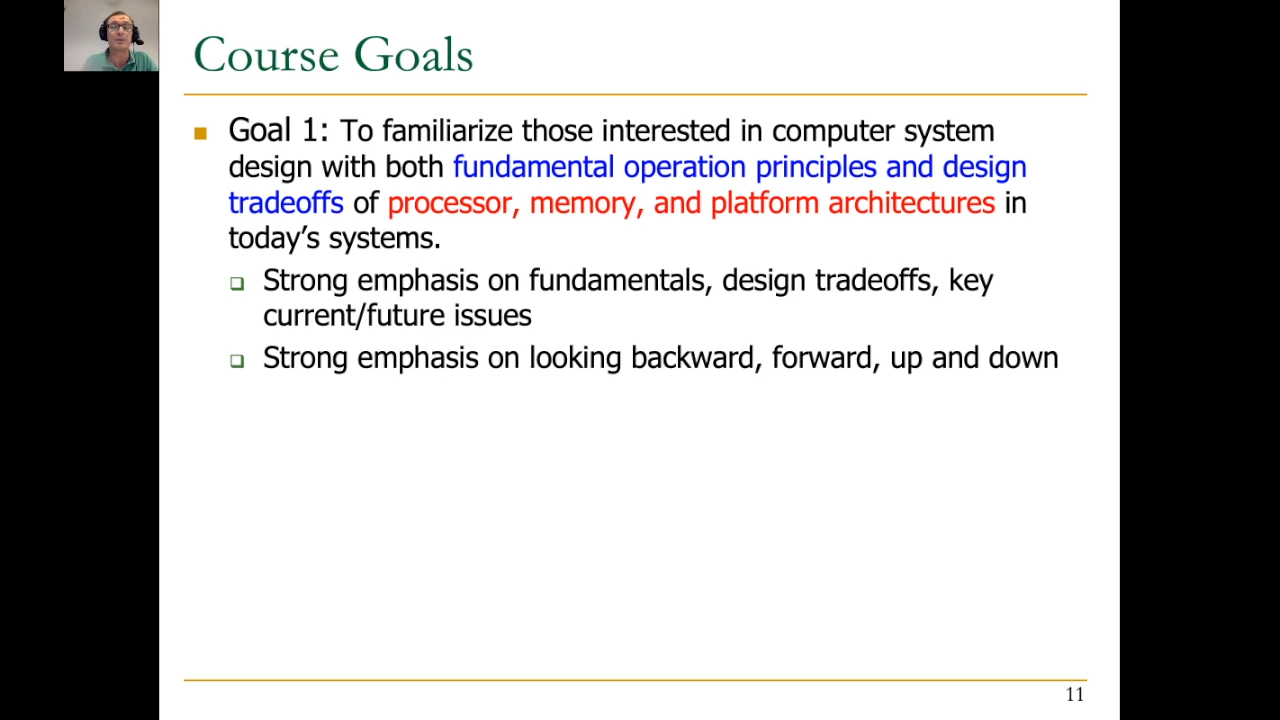 Course Goals
Goal 1: To familiarize those interested in computer system
design with both fundamental operation principles and design
tradeoffs of processor, memory, and platform architectures in
today’s systems.
Strong emphasis on fundamentals, design tradeoffs, key
current/future issues
Strong emphasis on looking backward, forward, up and down
11